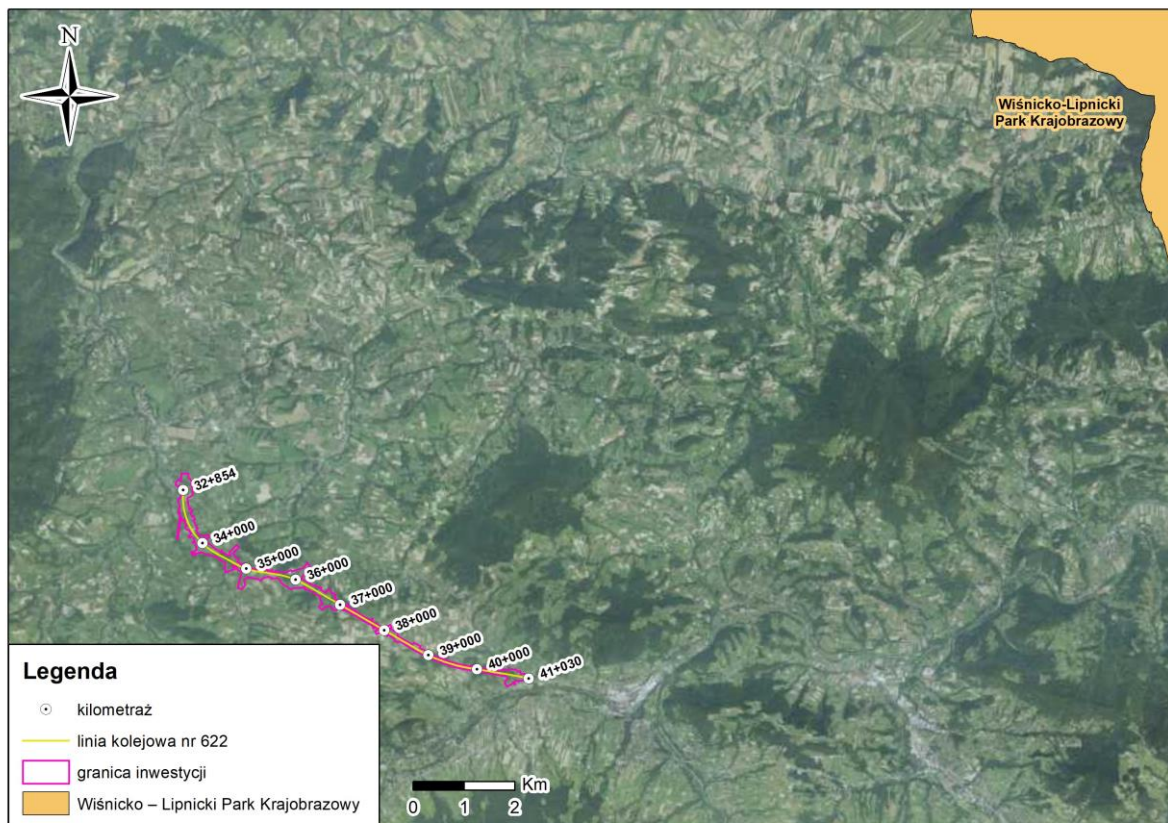 N
Wiśnicko-Lipnicki
Park Krajobrazowy
32+854
34+000
35+000
36+000
37+000
38+000
39+000
40+000
41+030
Legenda
kilometraż
linia kolejowa nr 622
granica inwestycji
Wiśnicko – Lipnicki Park Krajobrazowy
Km
0 1 2